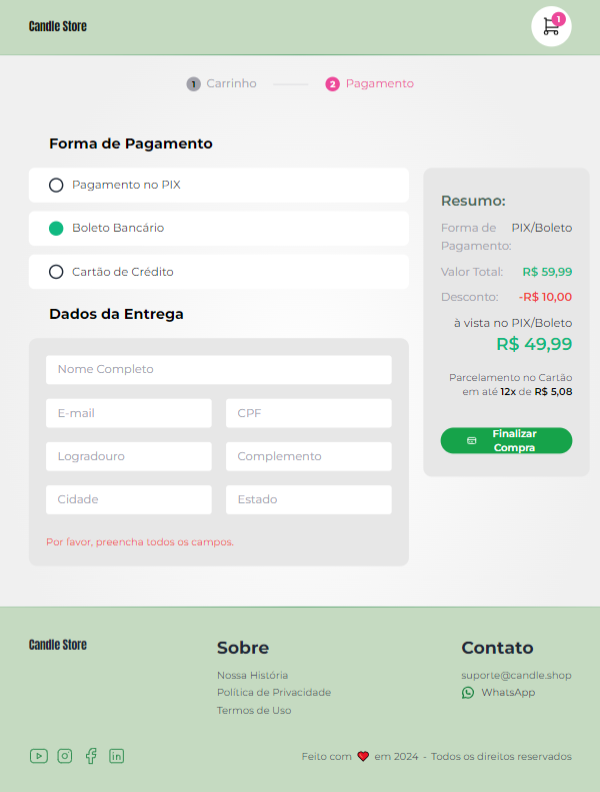 Candle Store
1
1 Carrinho
2 Pagamento
Forma de Pagamento
Pagamento no PIX
Boleto Bancário
Cartão de Crédito
Resumo:
Forma de Pagamento: PIX/Boleto
Valor Total: R$ 59,99
Desconto: -R$ 10,00
à vista no PIX/Boleto
R$ 49,99
Parcelamento no Cartão
em até 12x de R$ 5,08
Finalizar
Compra
Dados da Entrega
Nome Completo
E-mail
CPF
Logradouro
Complemento
Cidade
Estado
Por favor, preencha todos os campos.
Candle Store
Sobre
Nossa História
Política de Privacidade
Termos de Uso
Contato
suporte@candle.shop
WhatsApp
Feito com ❤ em 2024 - Todos os direitos reservados